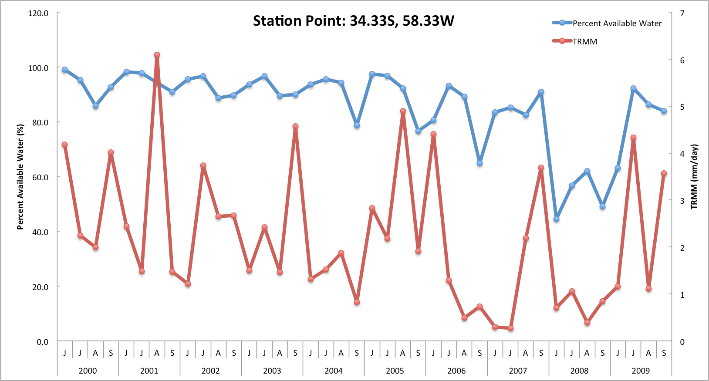 Station Point: 34.33S, 58.33W
Percent Available Water
TRMM
Percent Available Water (%)
120.0
100.0
80.0
60.0
40.0
20.0
0.0
TRMM (mm/day)
7
6
5
4
3
2
1
0
J J A S J J A S J J A S J J A S J J A S J J A S J J A S J J A S J J A S J J A S
2000 2001 2002 2003 2004 2005 2006 2007 2008 2009